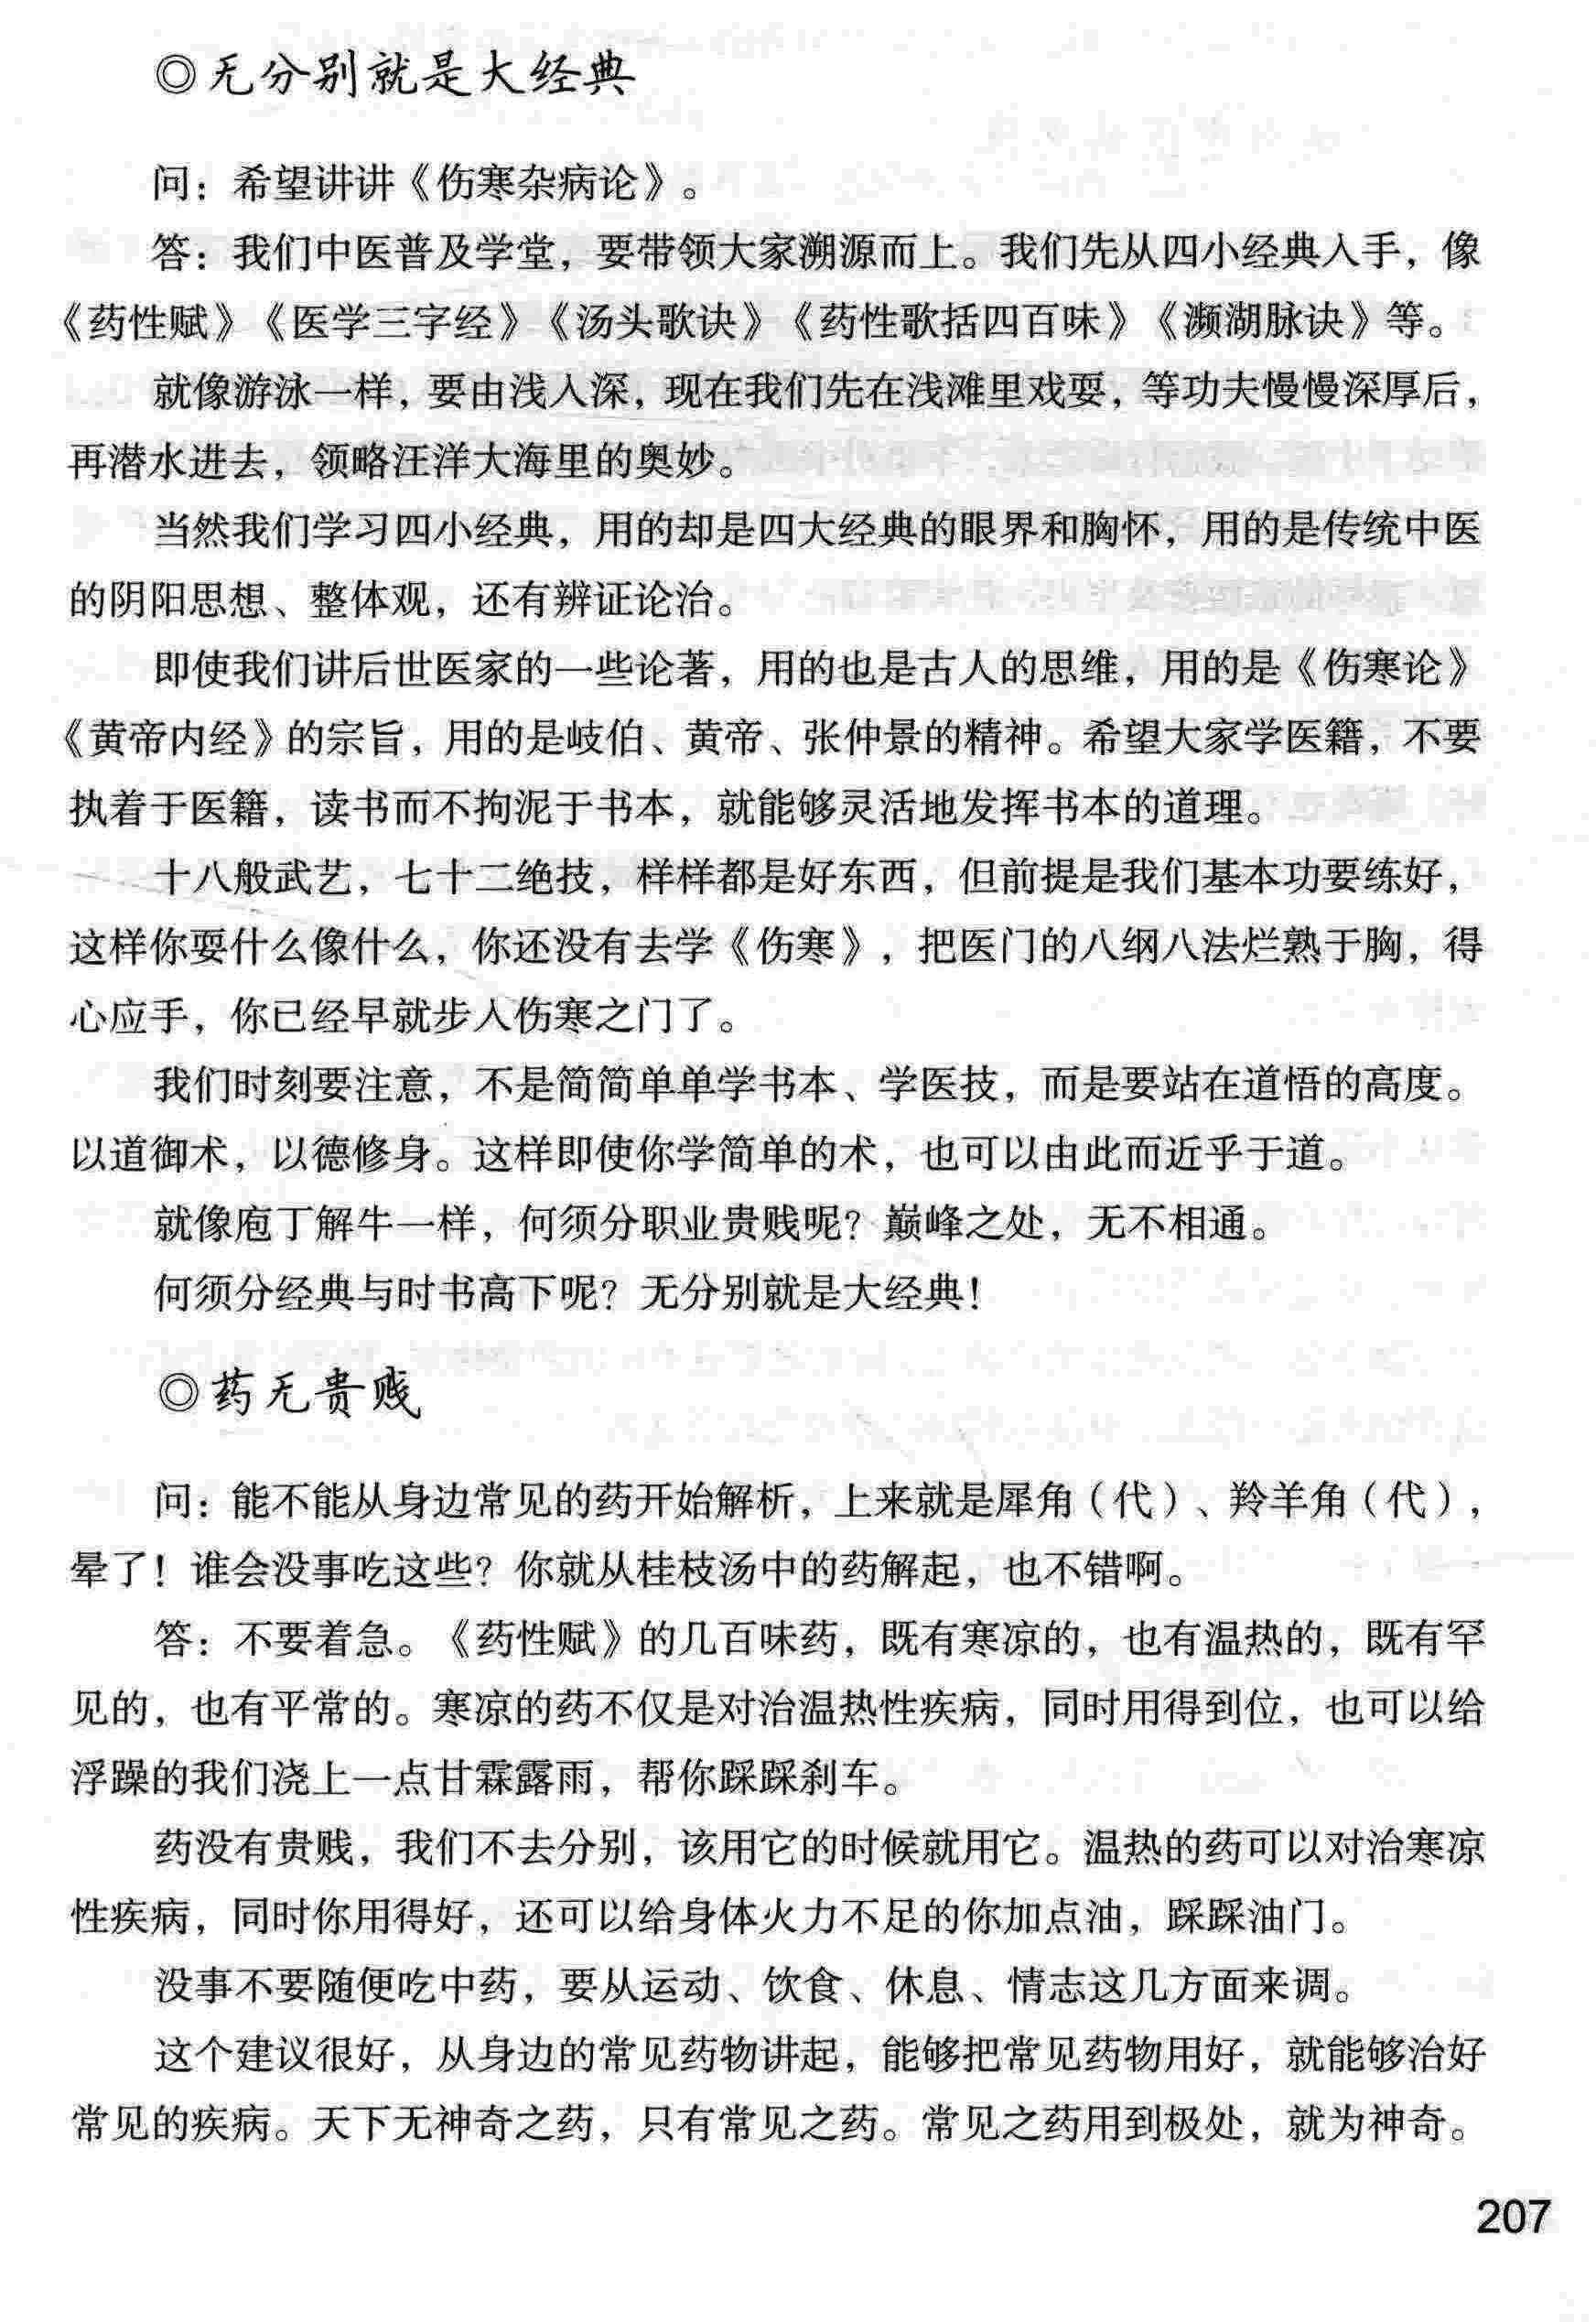 ◎无分别就是大经典
问：希望讲讲《伤寒杂病论》。
答：我们中医普及学堂，要带领大家溯源而上。我们先从四小经典入手，像
《药性赋》《医学三字经》《汤头歌诀》《药性歌括四百味》《濒湖脉诀》等。
就像游泳一样，要由浅入深，现在我们先在浅滩里戏耍，等功夫慢慢深厚后，
再潜水进去，领略汪洋大海里的奥妙。
当然我们学习四小经典，用的却是四大经典的眼界和胸怀，用的是传统中医
的阴阳思想、整体观，还有辨证论治。
即使我们讲后世医家的一些论著，用的也是古人的思维，用的是《伤寒论》
《黄帝内经》的宗旨，用的是岐伯、黄帝、张仲景的精神。希望大家学医籍，不要
执着于医籍，读书而不拘泥于书本，就能够灵活地发挥书本的道理。
十八般武艺，七十二绝技，样样都是好东西，但前提是我们基本功要练好，
这样你耍什么像什么，你还没有去学《伤寒》，把医门的八纲八法烂熟于胸，得
心应手，你已经早就步入伤寒之门了。
我们时刻要注意，不是简简单单学书本、学医技，而是要站在道悟的高度。
以道御术，以德修身。这样即使你学简单的术，也可以由此而近乎于道。
就像庖丁解牛一样，何须分职业贵贱呢？巅峰之处，无不相通。
何须分经典与时书高下呢？无分别就是大经典！
◎药无贵贱
问：能不能从身边常见的药开始解析，上来就是犀角（代）、羚羊角（代），
晕了！谁会没事吃这些？你就从桂枝汤中的药解起，也不错啊。
答：不要着急。《药性赋》的几百味药，既有寒凉的，也有温热的，既有罕
见的，也有平常的。寒凉的药不仅是对治温热性疾病，同时用得到位，也可以给
浮躁的我们浇上一点甘霖露雨，帮你踩踩刹车。
药没有贵贱，我们不去分别，该用它的时候就用它。温热的药可以对治寒凉
性疾病，同时你用得好，还可以给身体火力不足的你加点油，踩踩油门。
没事不要随便吃中药，要从运动、饮食、休息、情志这几方面来调。
这个建议很好，从身边的常见药物讲起，能够把常见药物用好，就能够治好
常见的疾病。天下无神奇之药，只有常见之药。常见之药用到极处，就为神奇。
207